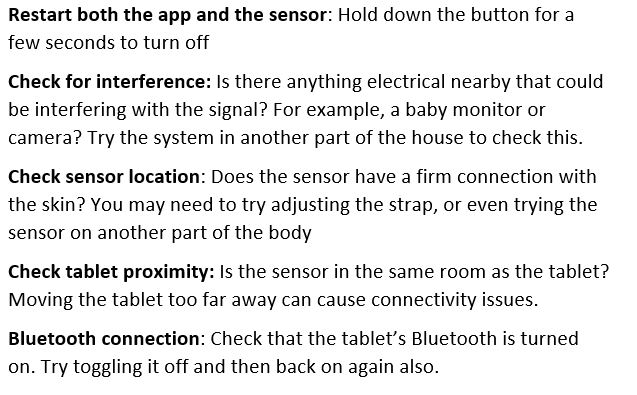 Restart both the app and the sensor: Hold down the button for a
few seconds to turn off
Check for interference: Is there anything electrical nearby that could
be interfering with the signal? For example, a baby monitor or
camera? Try the system in another part of the house to check this.
Check sensor location: Does the sensor have a firm connection with
the skin? You may need to try adjusting the strap, or even trying the
sensor on another part of the body
Check tablet proximity: Is the sensor in the same room as the tablet?
Moving the tablet too far away can cause connectivity issues.
Bluetooth connection: Check that the tablet’s Bluetooth is turned
on. Try toggling it off and then back on again also.